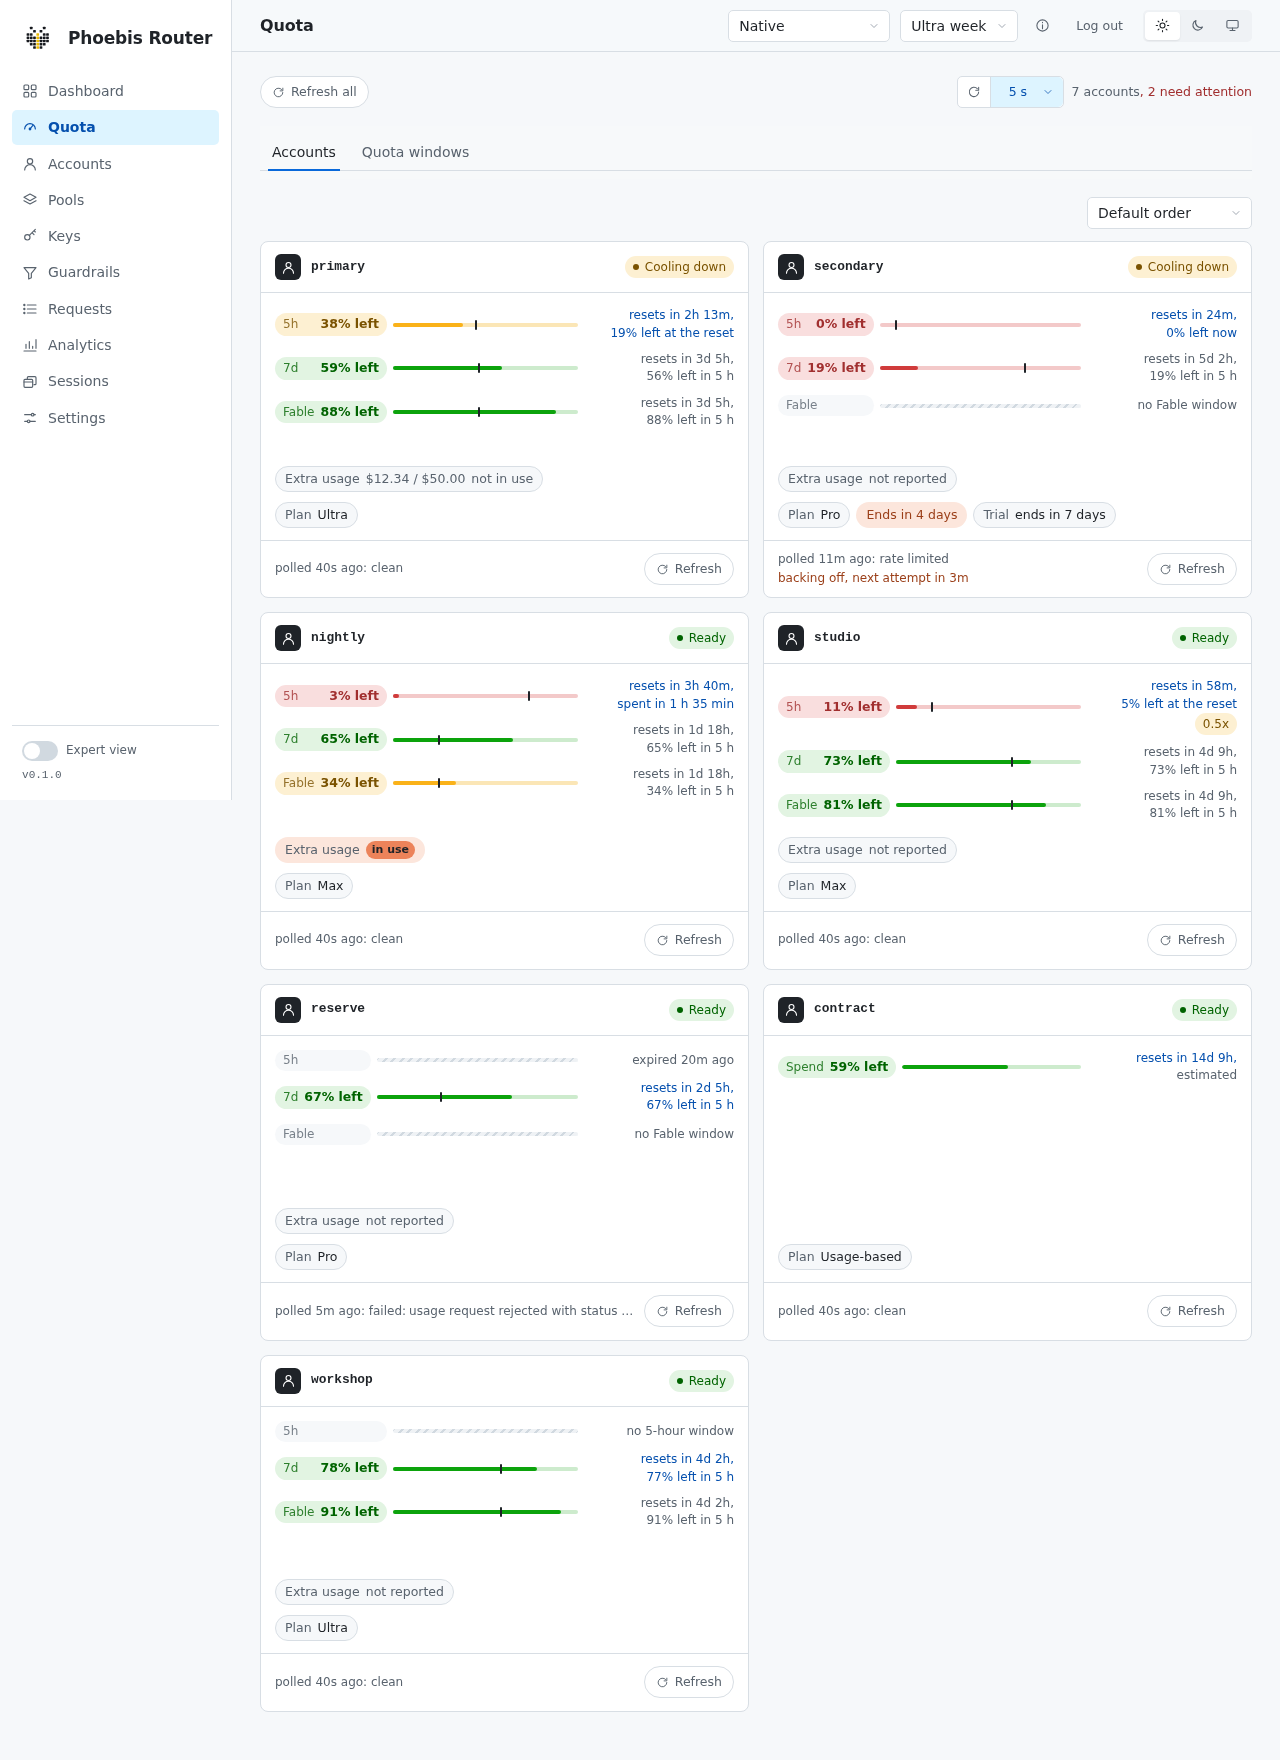 Phoebis Router
Quota
Native
Ultra week
Log out
Dashboard
Quota
Accounts
Pools
Keys
Guardrails
Requests
Analytics
Sessions
Settings
Expert view
v0.1.0
Refresh all
5 s
7 accounts, 2 need attention
Accounts
Quota windows
Default order
primary
Cooling down
5h 38% left
resets in 2h 13m,
19% left at the reset
7d 59% left
resets in 3d 5h,
56% left in 5 h
Fable 88% left
resets in 3d 5h,
88% left in 5 h
Extra usage $12.34 / $50.00 not in use
Plan Ultra
polled 40s ago: clean
Refresh
secondary
Cooling down
5h 0% left
resets in 24m,
0% left now
7d 19% left
resets in 5d 2h,
19% left in 5 h
Fable
no Fable window
Extra usage not reported
Plan Pro
Ends in 4 days
Trial ends in 7 days
polled 11m ago: rate limited
backing off, next attempt in 3m
Refresh
nightly
Ready
5h 3% left
resets in 3h 40m,
spent in 1 h 35 min
7d 65% left
resets in 1d 18h,
65% left in 5 h
Fable 34% left
resets in 1d 18h,
34% left in 5 h
Extra usage in use
Plan Max
polled 40s ago: clean
Refresh
studio
Ready
5h 11% left
resets in 58m,
5% left at the reset
0.5x
7d 73% left
resets in 4d 9h,
73% left in 5 h
Fable 81% left
resets in 4d 9h,
81% left in 5 h
Extra usage not reported
Plan Max
polled 40s ago: clean
Refresh
reserve
Ready
5h
expired 20m ago
7d 67% left
resets in 2d 5h,
67% left in 5 h
Fable
no Fable window
Extra usage not reported
Plan Pro
polled 5m ago: failed: usage request rejected with status ...
Refresh
contract
Ready
Spend 59% left
resets in 14d 9h,
estimated
Plan Usage-based
polled 40s ago: clean
Refresh
workshop
Ready
5h
no 5-hour window
7d 78% left
resets in 4d 2h,
77% left in 5 h
Fable 91% left
resets in 4d 2h,
91% left in 5 h
Extra usage not reported
Plan Ultra
polled 40s ago: clean
Refresh